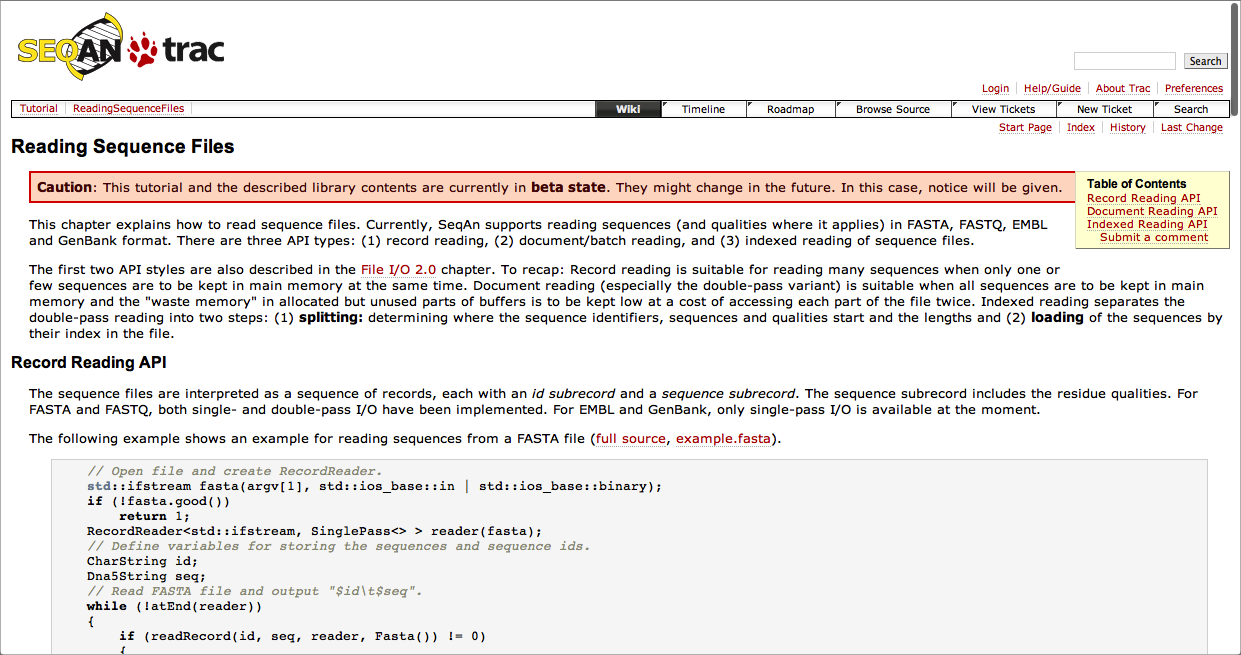 SEQAN trac
Search
Login Help/Guide About Trac Preferences
Tutorial ReadingSequenceFiles Wiki Timeline Roadmap Browse Source View Tickets New Ticket Search
Start Page Index History Last Change
Reading Sequence Files
Caution: This tutorial and the described library contents are currently in beta state. They might change in the future. In this case, notice will be given.
Table of Contents
Record Reading API
Document Reading API
Indexed Reading API
Submit a comment
This chapter explains how to read sequence files. Currently, SeqAn supports reading sequences (and qualities where it applies) in FASTA, FASTQ, EMBL
and GenBank format. There are three API types: (1) record reading, (2) document/batch reading, and (3) indexed reading of sequence files.
The first two API styles are also described in the File I/O 2.0 chapter. To recap: Record reading is suitable for reading many sequences when only one or
few sequences are to be kept in main memory at the same time. Document reading (especially the double-pass variant) is suitable when all sequences are to be kept in main
memory and the "waste memory" in allocated but unused parts of buffers is to be kept low at a cost of accessing each part of the file twice. Indexed reading separates the
double-pass reading into two steps: (1) splitting: determining where the sequence identifiers, sequences and qualities start and the lengths and (2) loading of the sequences by
their index in the file.
Record Reading API
The sequence files are interpreted as a sequence of records, each with an id subrecord and a sequence subrecord. The sequence subrecord includes the residue qualities. For
FASTA and FASTQ, both single- and double-pass I/O have been implemented. For EMBL and GenBank, only single-pass I/O is available at the moment.
The following example shows an example for reading sequences from a FASTA file (full source, example.fasta).
// Open file and create RecordReader.
std::ifstream fasta(argv[1], std::ios_base::in | std::ios_base::binary);
if (!fasta.good())
return 1;
RecordReader<std::ifstream, SinglePass<> > reader(fasta);
// Define variables for storing the sequences and sequence ids.
CharString id;
Dna5String seq;
// Read FASTA file and output "$id\t$seq".
while (!atEnd(reader))
{
if (readRecord(id, seq, reader, Fasta()) != 0)
{